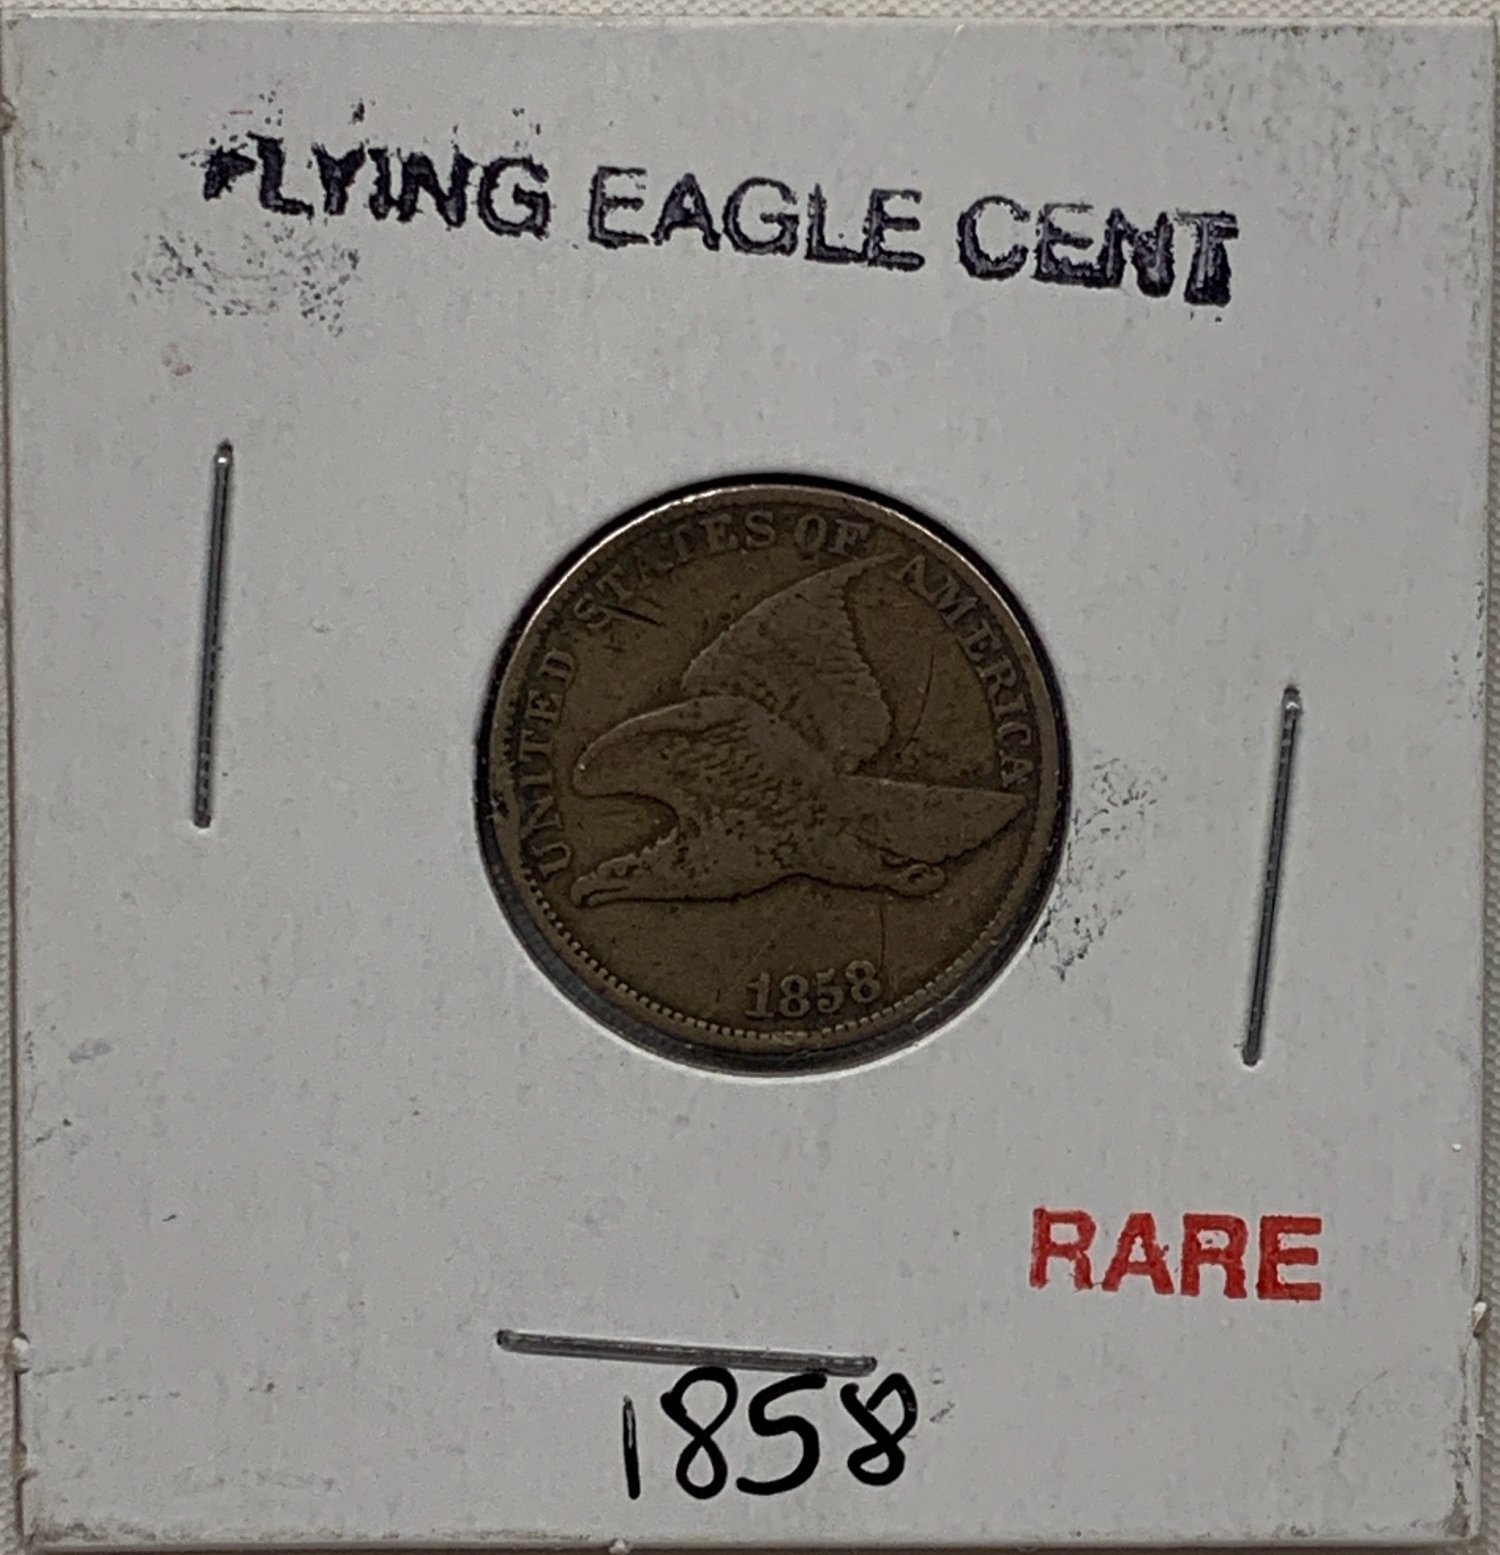 FLYING EAGLE CENT
UNITED STATES OF AMERICA
1858
RARE
1858